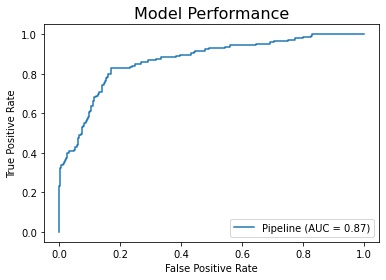 Model Performance
1.0
0.8
0.6
0.4
0.2
0.0
True Positive Rate
Pipeline (AUC = 0.87)
0.0 0.2 0.4 0.6 0.8 1.0
False Positive Rate